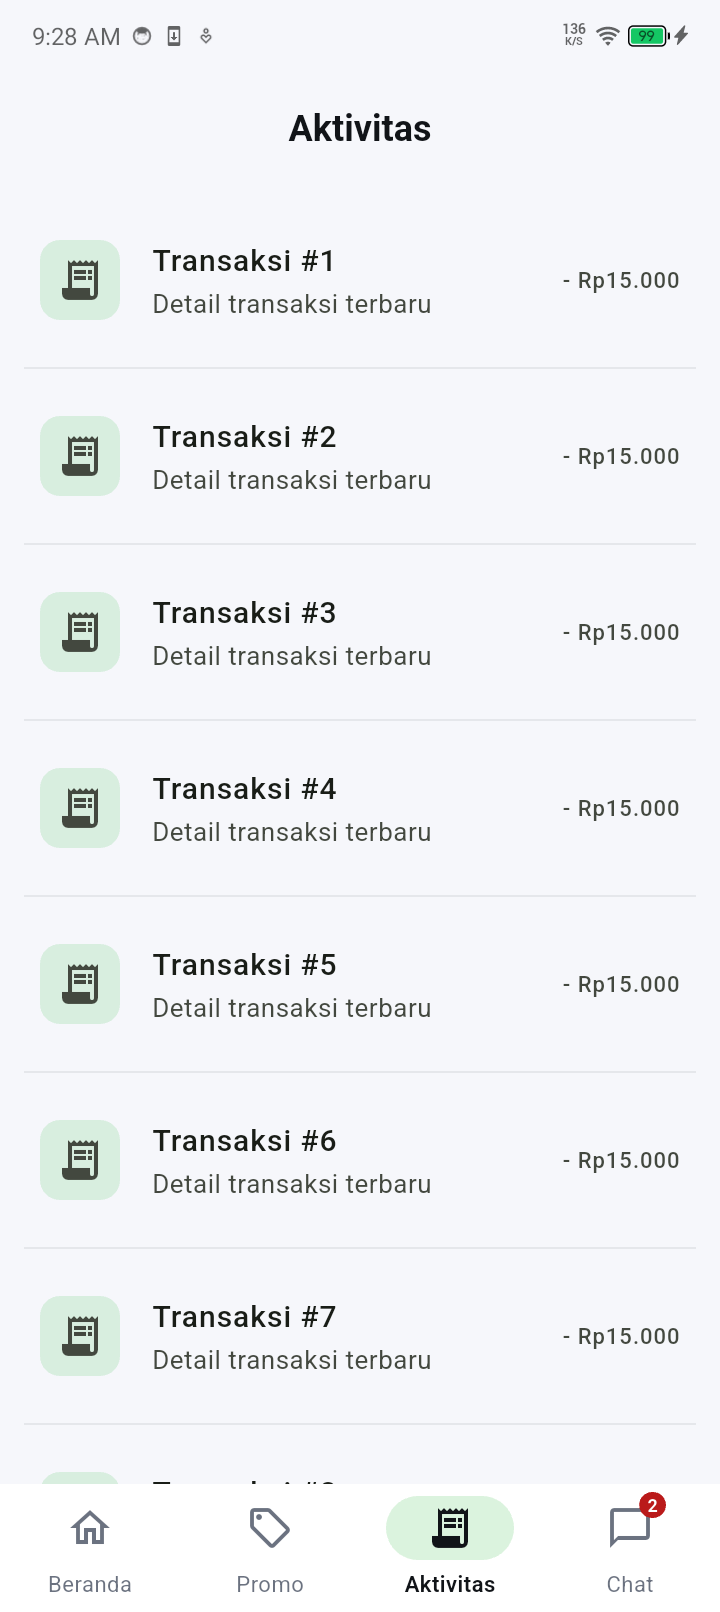 9:28 AM
136
K/S
99
Aktivitas
Transaksi #1
Detail transaksi terbaru
- Rp15.000
Transaksi #2
Detail transaksi terbaru
- Rp15.000
Transaksi #3
Detail transaksi terbaru
- Rp15.000
Transaksi #4
Detail transaksi terbaru
- Rp15.000
Transaksi #5
Detail transaksi terbaru
- Rp15.000
Transaksi #6
Detail transaksi terbaru
- Rp15.000
Transaksi #7
Detail transaksi terbaru
- Rp15.000
2
Beranda
Promo
Aktivitas
Chat